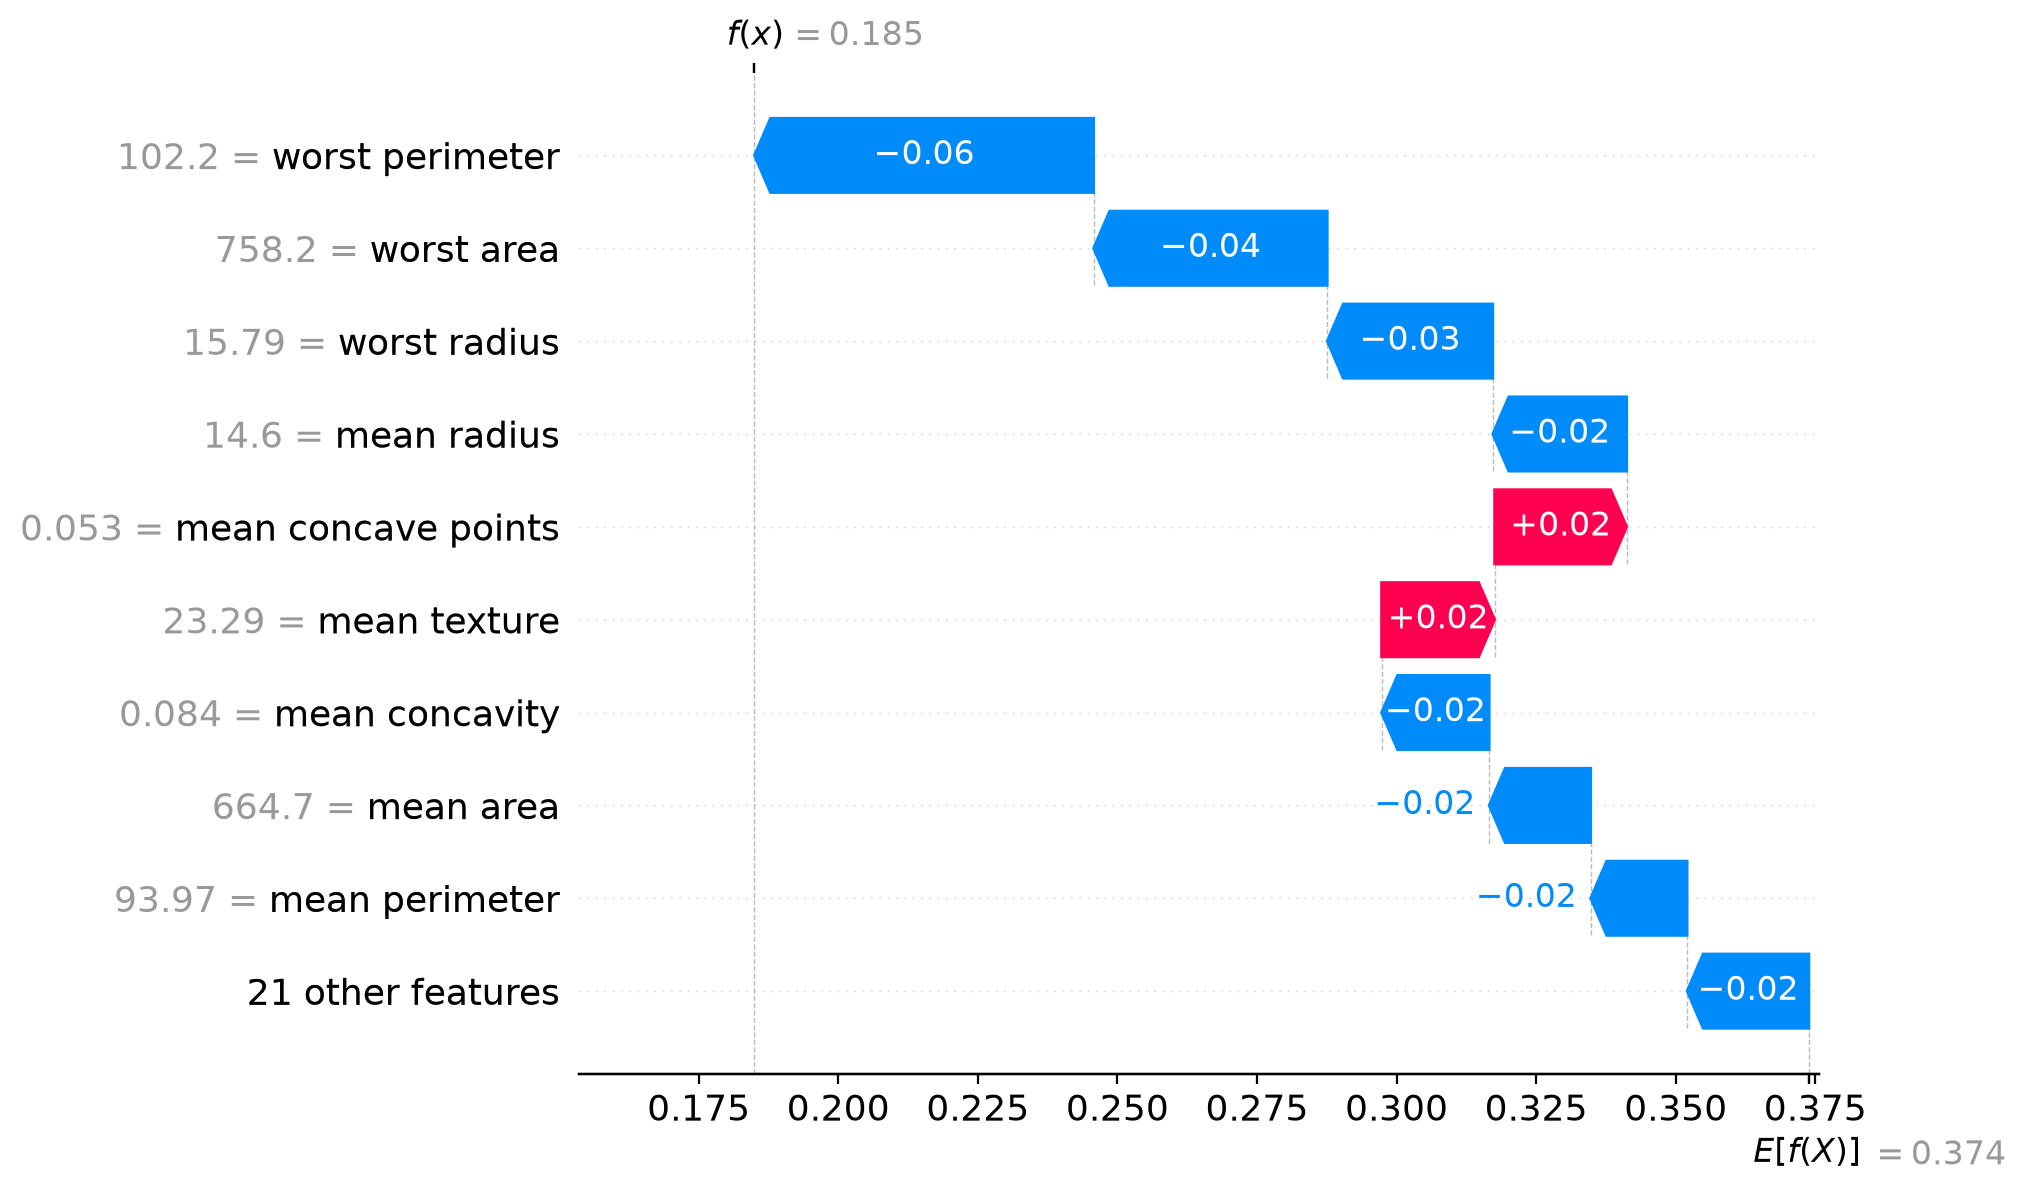 f(x) = 0.185
102.2 = worst perimeter −0.06
758.2 = worst area −0.04
15.79 = worst radius −0.03
14.6 = mean radius −0.02
0.053 = mean concave points +0.02
23.29 = mean texture +0.02
0.084 = mean concavity −0.02
664.7 = mean area −0.02
93.97 = mean perimeter −0.02
21 other features −0.02
0.175 0.200 0.225 0.250 0.275 0.300 0.325 0.350 0.375
E[f(X)] = 0.374